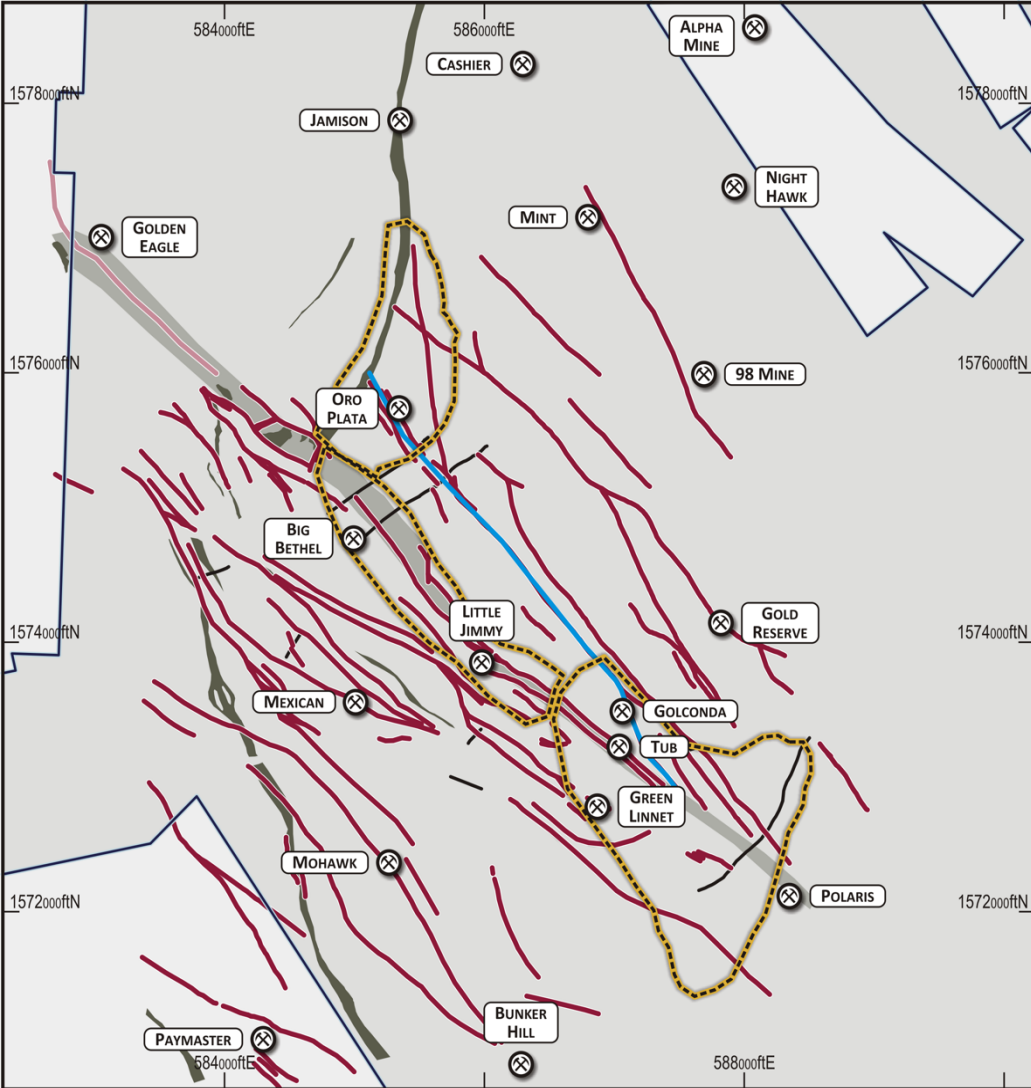 584000ftE
586000ftE
ALPHA
MINE
CASHIER
1578000ftN
1578000ftN
JAMISON
NIGHT
HAWK
MINT
GOLDEN
EAGLE
1576000ftN
1576000ftN
98 MINE
ORO
PLATA
BIG
BETHEL
LITTLE
JIMMY
GOLD
RESERVE
1574000ftN
1574000ftN
MEXICAN
GOLCONDA
TUB
GREEN
LINNET
MOHAWK
POLARIS
1572000ftN
1572000ftN
BUNKER
HILL
PAYMASTER
584000ftE
588000ftE